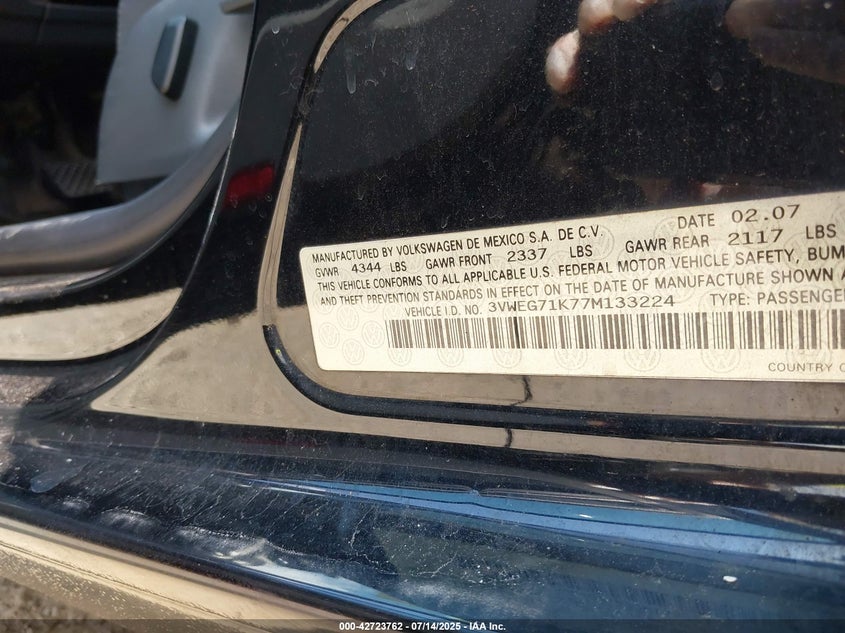 MANUFACTURED BY VOLKSWAGEN DE MEXICO S.A. DE C.V. DATE 02.07
GVWR 4344 LBS GAWR FRONT 2337 LBS GAWR REAR 2117 LBS
THIS VEHICLE CONFORMS TO ALL APPLICABLE U.S. FEDERAL MOTOR VEHICLE SAFETY, BUM
AND THEFT PREVENTION STANDARDS IN EFFECT ON THE DATE OF MANUFACTURE SHOWN A
VEHICLE I.D. NO. 3VWEG71K77M133224 TYPE: PASSENGE
COUNTRY O
000-42723762 - 07/14/2025 - IAA Inc.